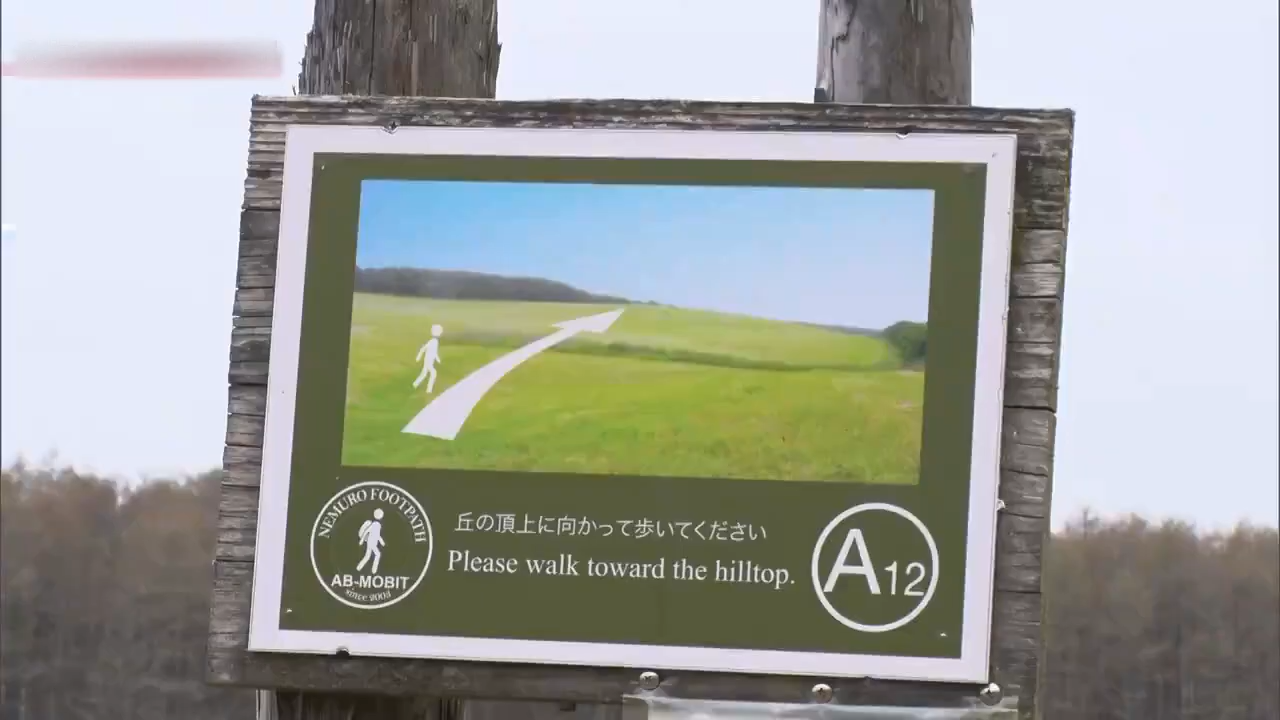 NEMURO FOOTPATH
AB-MOBIT
since 2003
丘の頂上に向かって歩いてください
Please walk toward the hilltop.
A12